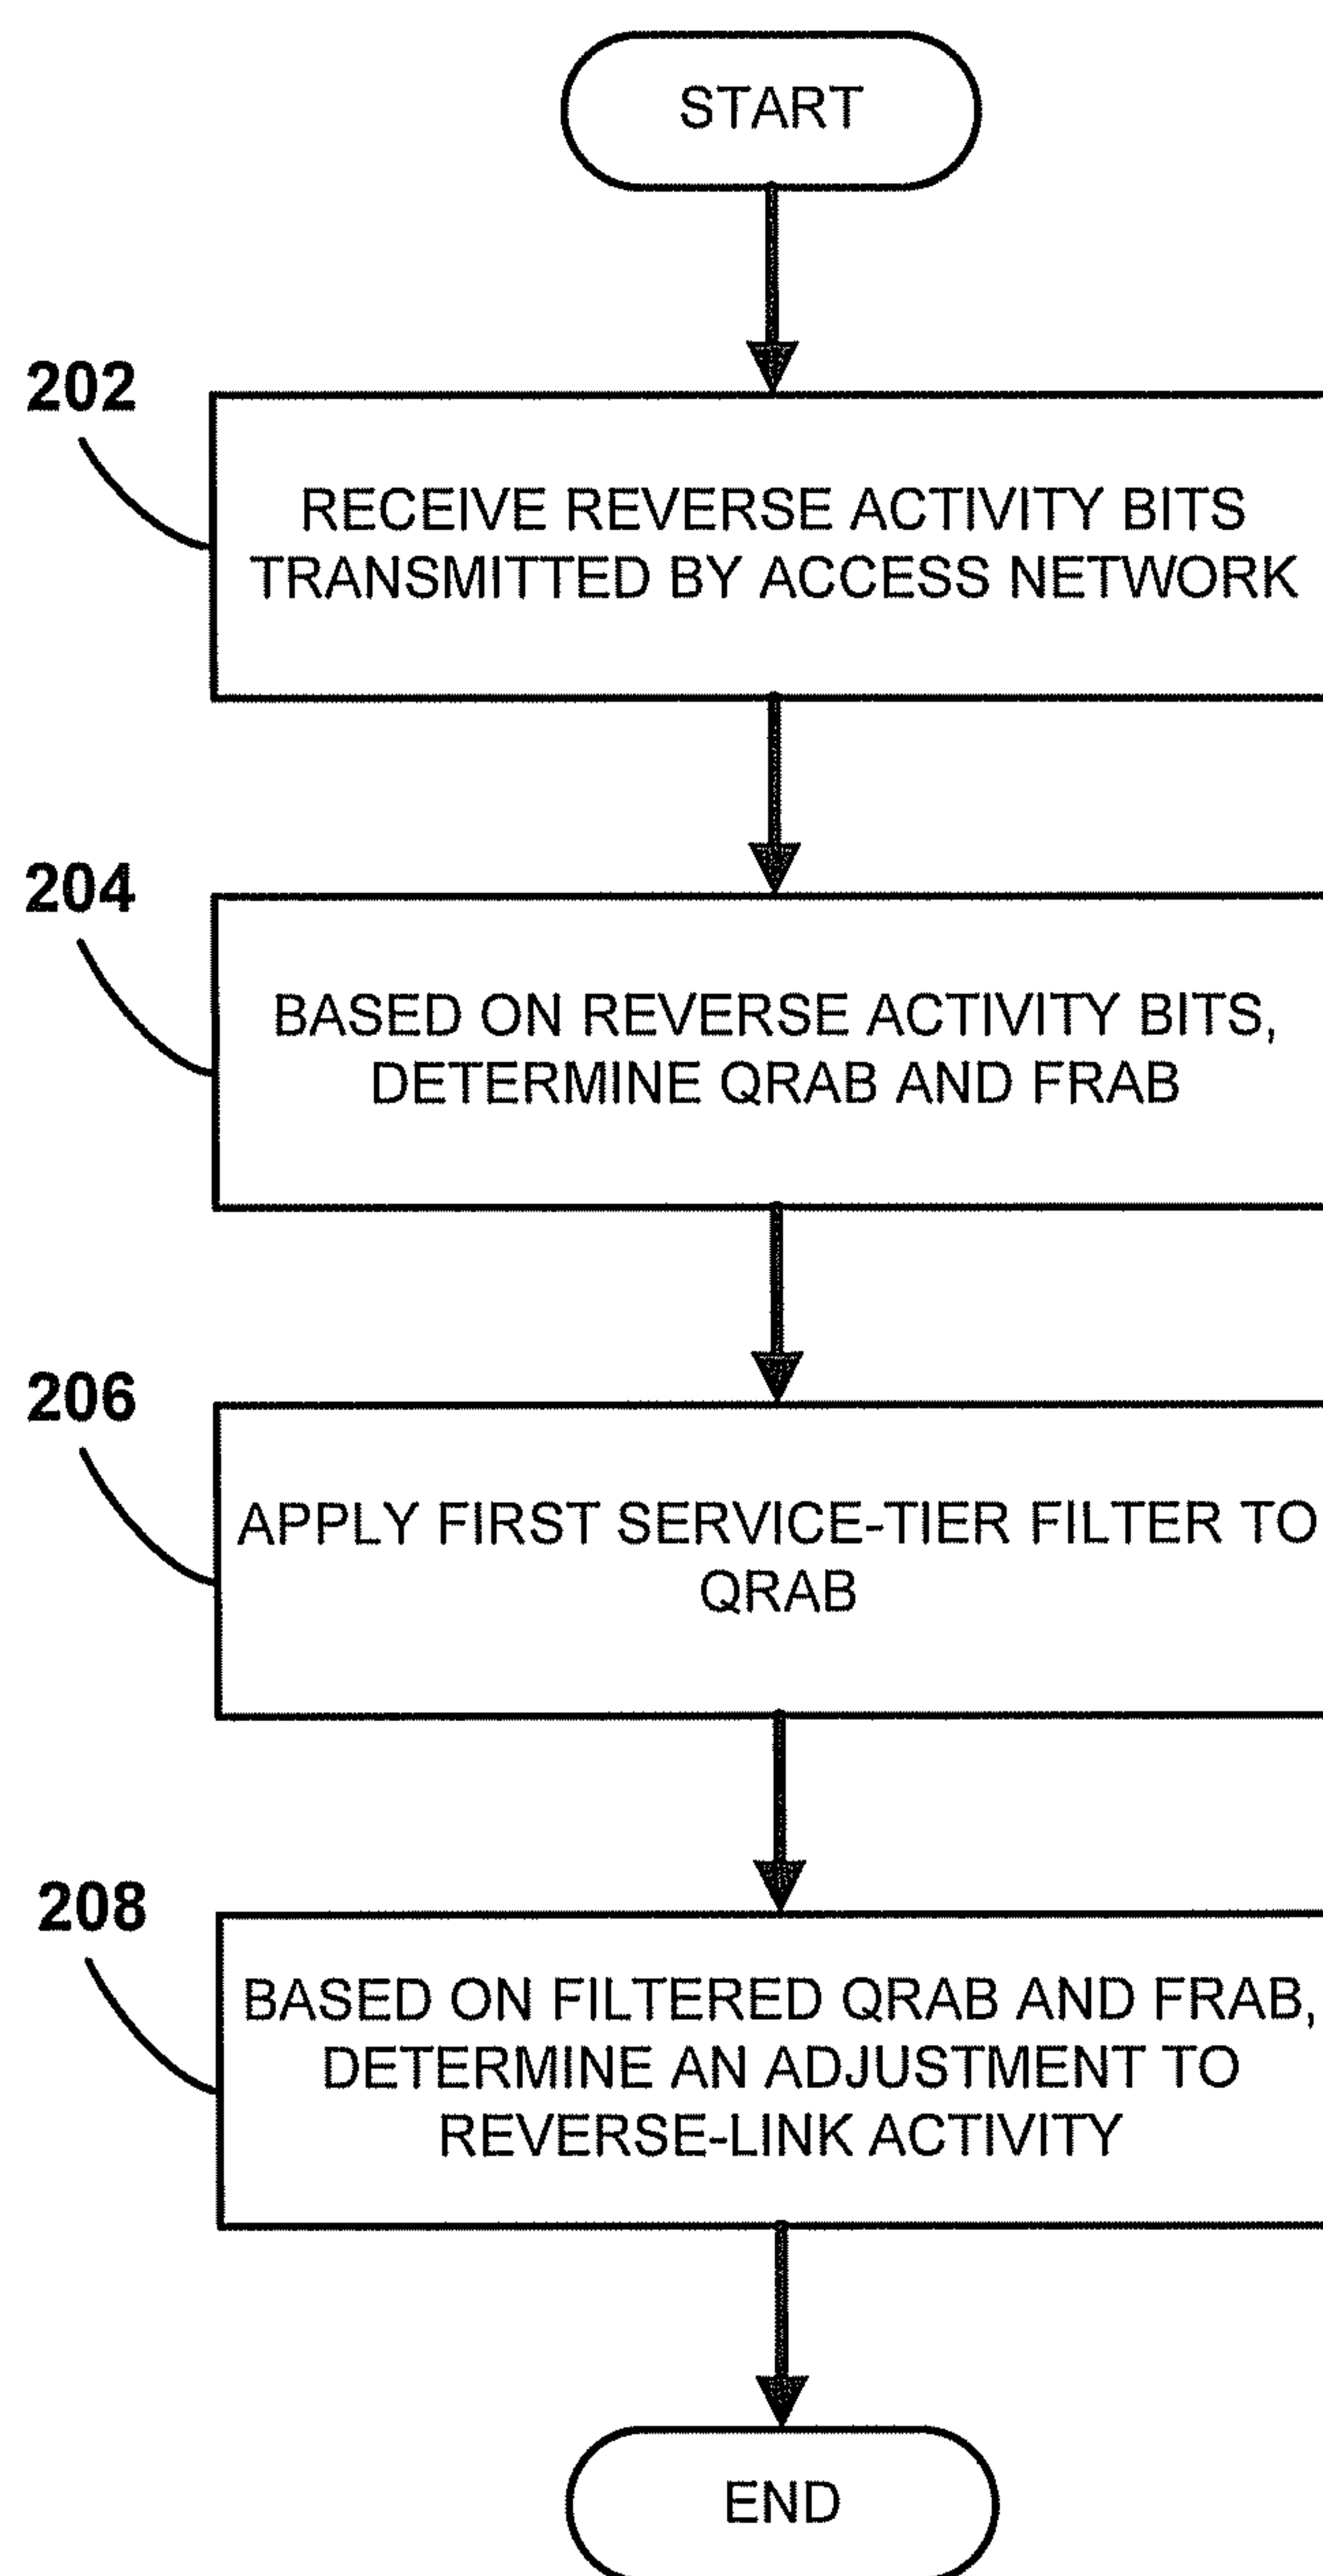 START
202
RECEIVE REVERSE ACTIVITY BITS
TRANSMITTED BY ACCESS NETWORK
204
BASED ON REVERSE ACTIVITY BITS,
DETERMINE QRAB AND FRAB
206
APPLY FIRST SERVICE-TIER FILTER TO
QRAB
208
BASED ON FILTERED QRAB AND FRAB,
DETERMINE AN ADJUSTMENT TO
REVERSE-LINK ACTIVITY
END